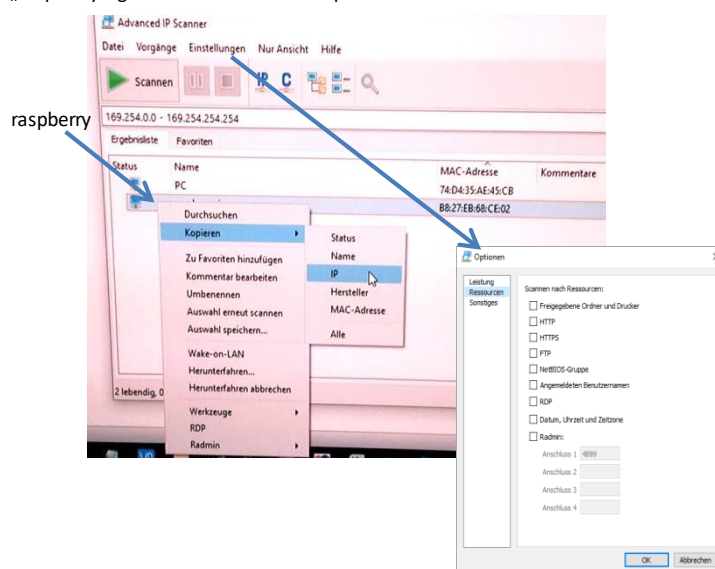 Advanced IP Scanner
Datei Vorgänge Einstellungen Nur Ansicht Hilfe
Scannen IP C
169.254.0.0 - 169.254.254.254
raspberry
Ergebnisliste Favoriten
Status Name MAC-Adresse Kommentare
PC 74:D4:35:AE:45:CB
B8:27:EB:68:CE:02
Durchsuchen
Kopieren
Zu Favoriten hinzufügen
Kommentar bearbeiten
Umbenennen
Auswahl erneut scannen
Auswahl speichern...
Wake-on-LAN
Herunterfahren...
Herunterfahren abbrechen
Werkzeuge
RDP
Radmin
Status
Name
IP
Hersteller
MAC-Adresse
Alle
2 lebendig, 0
Optionen
Leistung
Ressourcen
Sonstiges
Scannen nach Ressourcen:
Freigegebene Ordner und Drucker
HTTP
HTTPS
FTP
NetBIOS-Gruppe
Angemeldeten Benutzernamen
RDP
Datum, Uhrzeit und Zeitzone
Radmin:
Anschluss 1 4899
Anschluss 2
Anschluss 3
Anschluss 4
OK Abbrechen